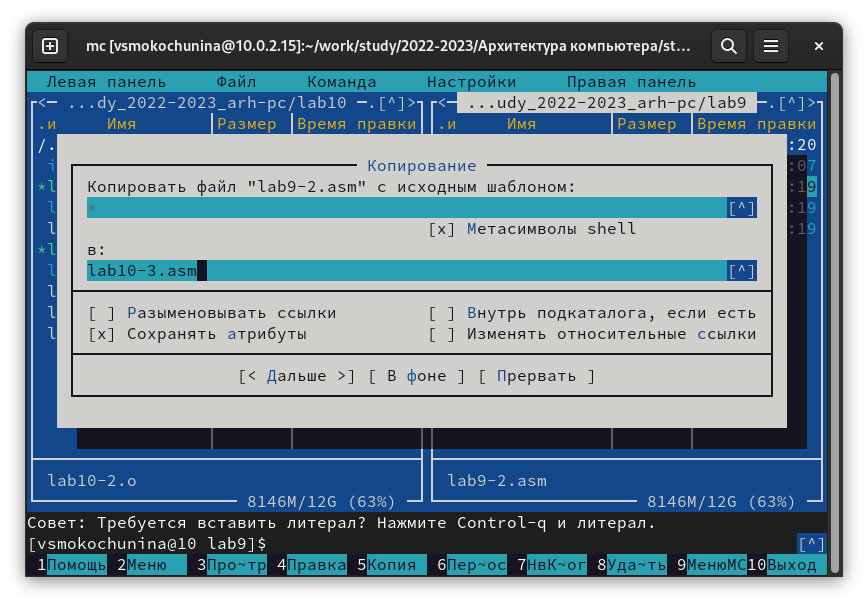 mc [vsmokochunina@10.0.2.15]:~/work/study/2022-2023/Архитектура компьютера/st…
Левая панель Файл Команда Настройки Правая панель
<─ ...dy_2022-2023_arh-pc/lab10 ─.[^]> <─ ...udy_2022-2023_arh-pc/lab9 ─.[^]>
.и Имя Размер Время правки .и Имя Размер Время правки
/. :20
i :07
Копирование
*l :19
Копировать файл "lab9-2.asm" с исходным шаблоном:
l * [^] :19
l [x] Метасимволы shell :19
*l в:
l lab10-3.asm [^]
l
l [ ] Разыменовывать ссылки [ ] Внутрь подкаталога, если есть
l [x] Сохранять атрибуты [ ] Изменять относительные ссылки
[< Дальше >] [ В фоне ] [ Прервать ]
lab10-2.o lab9-2.asm
8146M/12G (63%) 8146M/12G (63%)
Совет: Требуется вставить литерал? Нажмите Control-q и литерал.
[vsmokochunina@10 lab9]$ [^]
1Помощь 2Меню 3Про~тр 4Правка 5Копия 6Пер~ос 7НвК~ог 8Уда~ть 9МенюMC10Выход